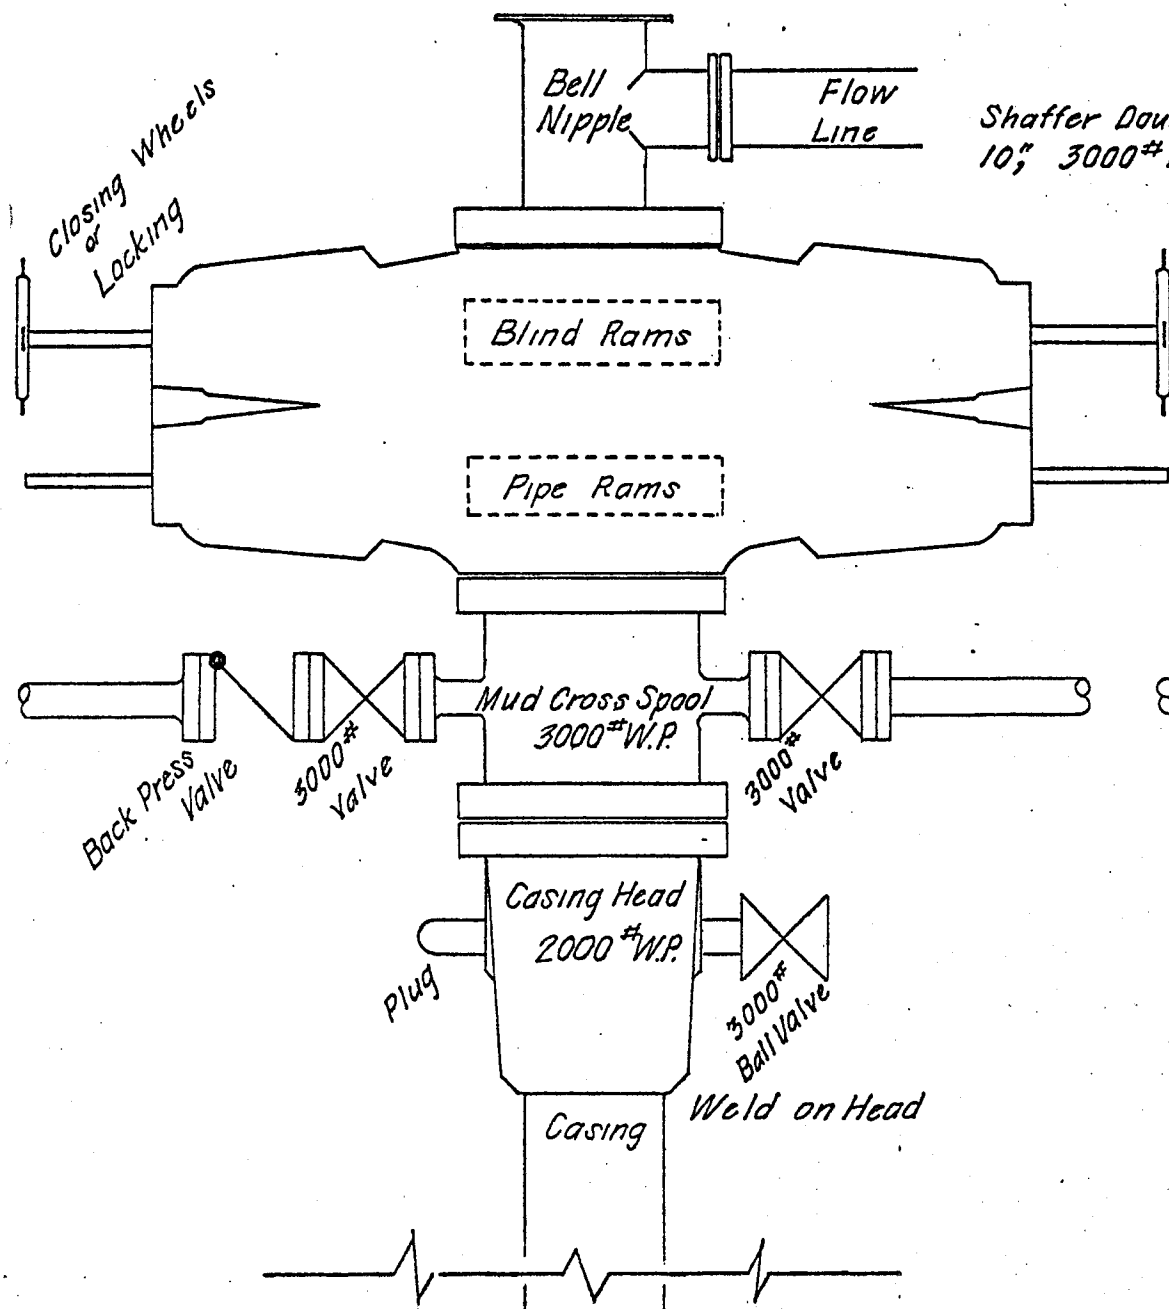 Bell
Nipple
Flow
Line
Shaffer
10", 3000#
Closing Wheels
or
Locking
Blind Rams
Pipe Rams
Mud Cross Spool
3000# W.P.
Back Press
Valve
3000#
Valve
3000#
Valve
Casing Head
2000# W.P.
Plug
3000#
Ball Valve
Weld on Head
Casing